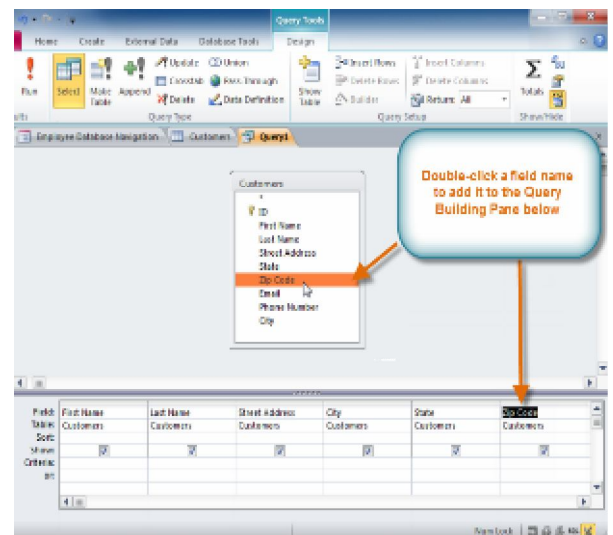 Query Tools
Home Create External Data Database Tools Design
Run Select Make Table Append Update Crosstab Delete Union Pass Through Data Definition Show Table Insert Rows Delete Rows Builder Insert Columns Delete Columns Return: All Totals
Query Type Query Setup Show/Hide
Employee Database Navigation Customers Query1
Double-click a field name
to add it to the Query
Building Pane below
Customers
*
ID
First Name
Last Name
Street Address
State
Zip Code
Email
Phone Number
City
Field: First Name Last Name Street Address City State Zip Code
Table: Customers Customers Customers Customers Customers Customers
Sort:
Show:
Criteria:
or:
Num Lock